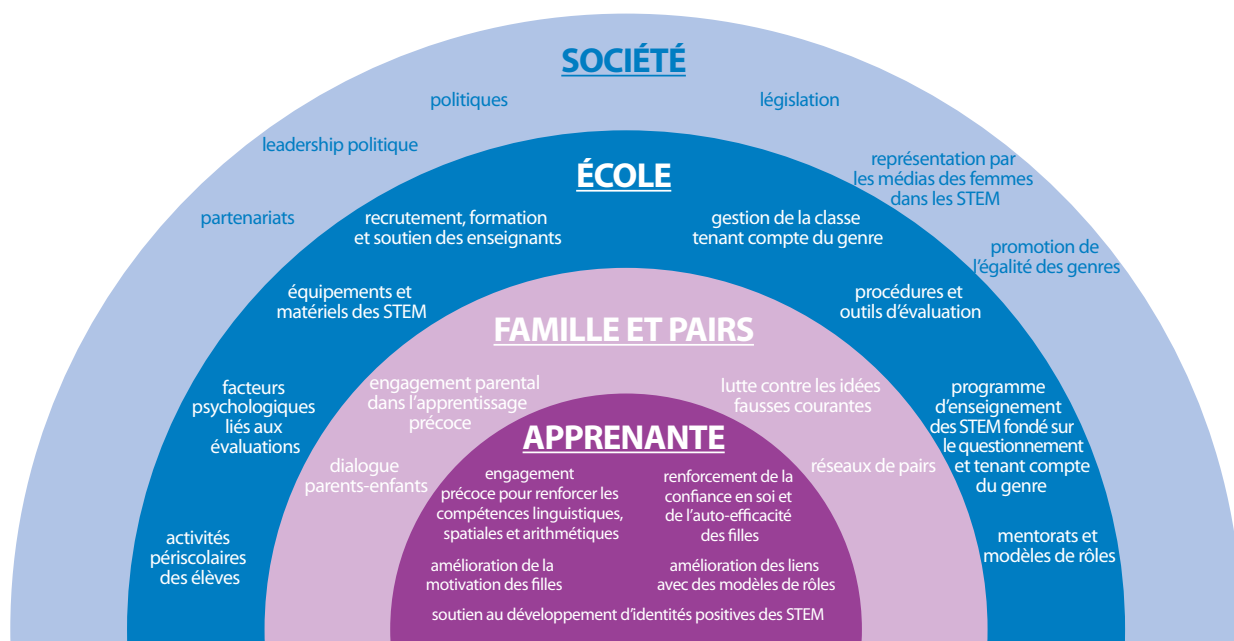 SOCIÉTÉ
politiques
législation
leadership politique
représentation par
les médias des femmes
dans les STEM
partenariats
promotion de
l’égalité des genres
ÉCOLE
recrutement, formation
et soutien des enseignants
gestion de la classe
tenant compte du genre
équipements et
matériels des STEM
procédures et
outils d’évaluation
facteurs
psychologiques
liés aux
évaluations
programme
d’enseignement
des STEM fondé sur
le questionnement
et tenant compte
du genre
activités
périscolaires
des élèves
mentorats et
modèles de rôles
FAMILLE ET PAIRS
engagement parental
dans l’apprentissage
précoce
lutte contre les idées
fausses courantes
dialogue
parents-enfants
réseaux de pairs
APPRENANTE
engagement
précoce pour renforcer les
compétences linguistiques,
spatiales et arithmétiques
renforcement de la
confiance en soi et
de l’auto-efficacité
des filles
amélioration de la
motivation des filles
amélioration des liens
avec des modèles de rôles
soutien au développement d’identités positives des STEM